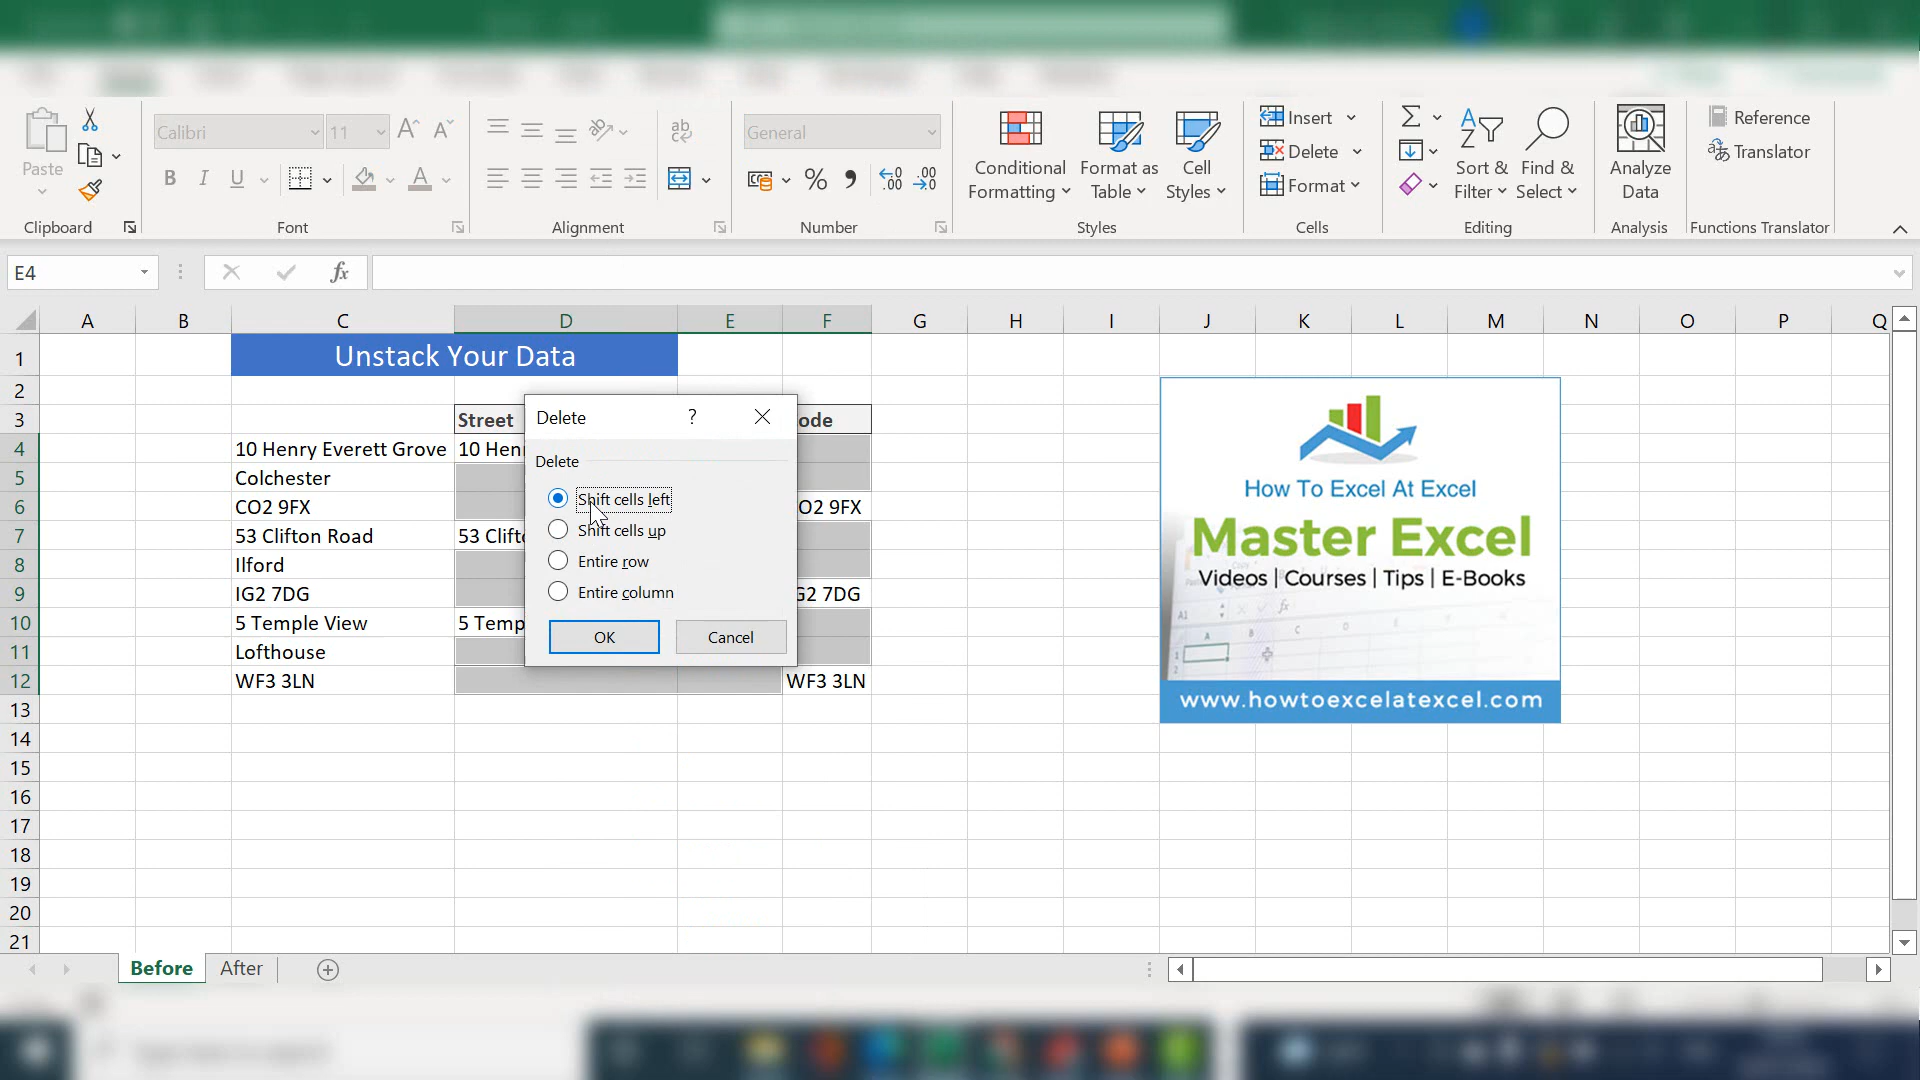 Paste
Clipboard
Calibri
11
B I U
Font
ab
Alignment
General
%
Number
Conditional
Formatting
Format as
Table
Cell
Styles
Styles
Insert
Delete
Format
Cells
Sort &
Filter
Find &
Select
Editing
Analyze
Data
Analysis
Reference
Translator
Functions Translator
E4
fx
A B C D E F G H I J K L M N O P Q
1 Unstack Your Data
2
3 Street ode
4 10 Henry Everett Grove 10 Hen
5 Colchester
6 CO2 9FX O2 9FX
7 53 Clifton Road 53 Clift
8 Ilford
9 IG2 7DG G2 7DG
10 5 Temple View 5 Temp
11 Lofthouse
12 WF3 3LN WF3 3LN
13
14
15
16
17
18
19
20
21
Delete ?
Delete
Shift cells left
Shift cells up
Entire row
Entire column
OK Cancel
How To Excel At Excel
Master Excel
Videos | Courses | Tips | E-Books
www.howtoexcelatexcel.com
Before After